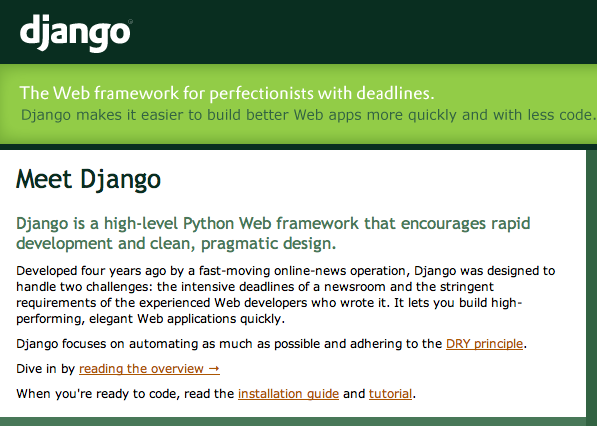 django
The Web framework for perfectionists with deadlines.
Django makes it easier to build better Web apps more quickly and with less code.
Meet Django
Django is a high-level Python Web framework that encourages rapid
development and clean, pragmatic design.
Developed four years ago by a fast-moving online-news operation, Django was designed to
handle two challenges: the intensive deadlines of a newsroom and the stringent
requirements of the experienced Web developers who wrote it. It lets you build high-
performing, elegant Web applications quickly.
Django focuses on automating as much as possible and adhering to the DRY principle.
Dive in by reading the overview →
When you're ready to code, read the installation guide and tutorial.